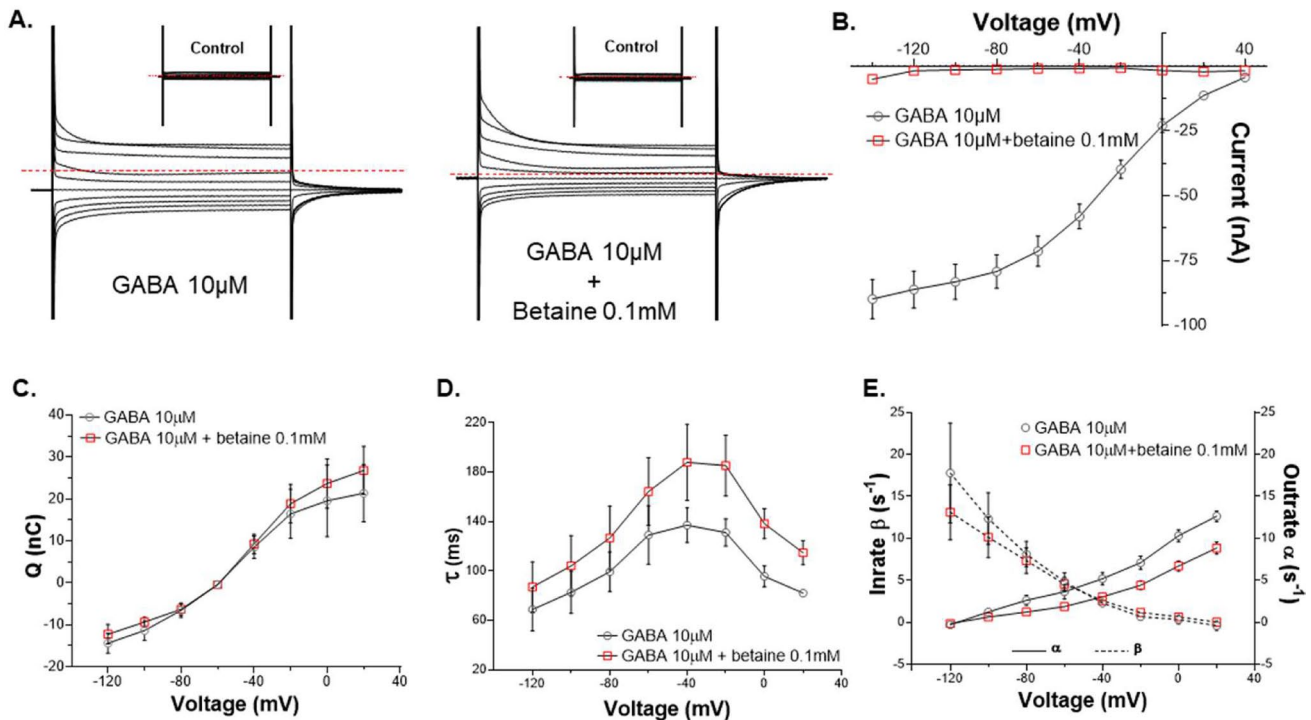 A.
Control
GABA 10µM
Control
GABA 10µM
+
Betaine 0.1mM
B.
Voltage (mV)
-120 -80 -40 40
GABA 10µM
GABA 10µM+betaine 0.1mM
-25
-50
-75
-100
Current (nA)
C.
Q (nC)
40
30
20
10
0
-10
-20
GABA 10µM
GABA 10µM + betaine 0.1mM
-120 -80 -40 0 40
Voltage (mV)
D.
τ (ms)
220
180
140
100
60
20
GABA 10µM
GABA 10µM + betaine 0.1mM
-120 -80 -40 0 40
Voltage (mV)
E.
Inrate β (s⁻¹)
25
20
15
10
5
0
-5
GABA 10µM
GABA 10µM+betaine 0.1mM
α β
-120 -80 -40 0 40
Voltage (mV)
25
20
15
10
5
0
-5
Outrate α (s⁻¹)